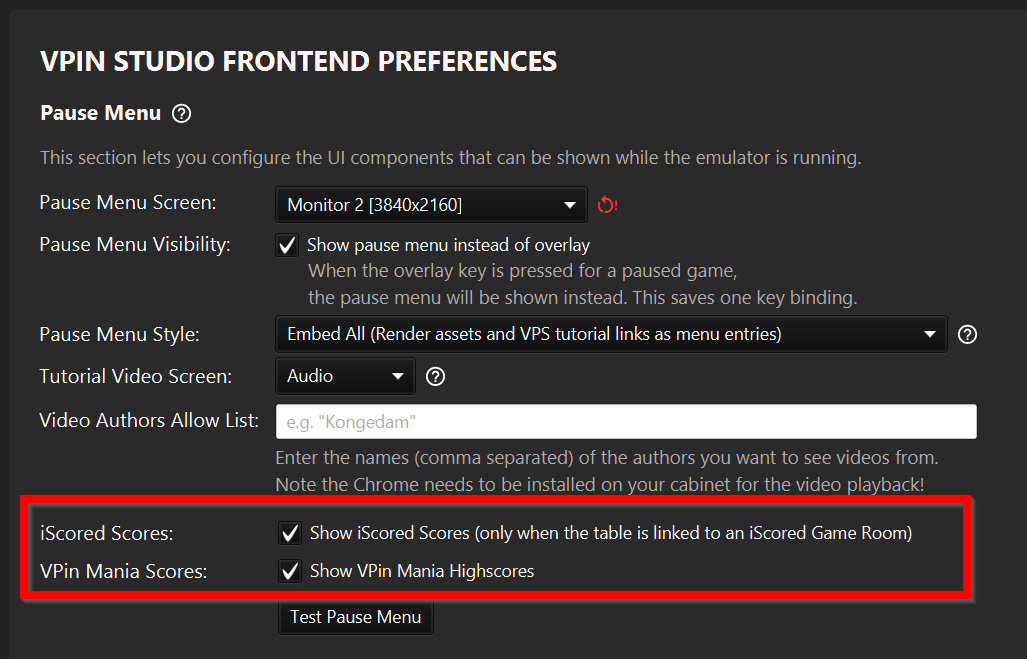 VPIN STUDIO FRONTEND PREFERENCES
Pause Menu ?
This section lets you configure the UI components that can be shown while the emulator is running.
Pause Menu Screen: Monitor 2 [3840x2160] !
Pause Menu Visibility: Show pause menu instead of overlay
When the overlay key is pressed for a paused game,
the pause menu will be shown instead. This saves one key binding.
Pause Menu Style: Embed All (Render assets and VPS tutorial links as menu entries) ?
Tutorial Video Screen: Audio ?
Video Authors Allow List: e.g. "Kongedam"
Enter the names (comma separated) of the authors you want to see videos from.
Note the Chrome needs to be installed on your cabinet for the video playback!
iScored Scores: Show iScored Scores (only when the table is linked to an iScored Game Room)
VPin Mania Scores: Show VPin Mania Highscores
Test Pause Menu